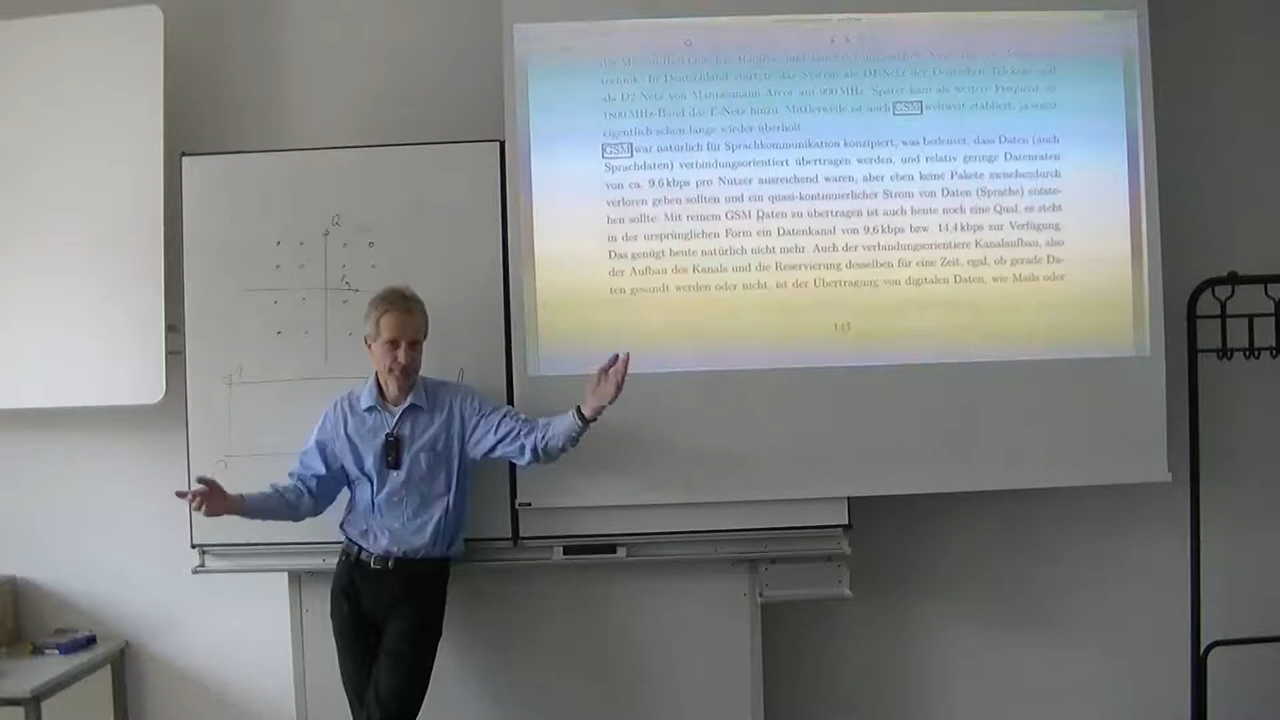 technik. In Deutschland startete das System als D1-Netz der Deutschen Telekom und
als D2-Netz von Mannesmann-Arcor auf 900 MHz. Später kam als weitere Frequenz im
1800 MHz-Band das E-Netz hinzu. Mittlerweile ist auch GSM weltweit etabliert, ja sogar
eigentlich schon lange wieder überholt.
GSM war natürlich für Sprachkommunikation konzipiert, was bedeutet, dass Daten (auch
Sprachdaten) verbindungsorientiert übertragen werden, und relativ geringe Datenraten
von ca. 9.6 kbps pro Nutzer ausreichend waren, aber eben keine Pakete zwischendurch
verloren gehen sollten und ein quasi-kontinuierlicher Strom von Daten (Sprache) entste-
hen sollte. Mit reinem GSM Daten zu übertragen ist auch heute noch eine Qual, es steht
in der ursprünglichen Form ein Datenkanal von 9,6 kbps bzw. 14,4 kbps zur Verfügung.
Das genügt heute natürlich nicht mehr. Auch der verbindungsorientiere Kanalaufbau, also
der Aufbau des Kanals und die Reservierung desselben für eine Zeit, egal, ob gerade Da-
ten gesandt werden oder nicht, ist der Übertragung von digitalen Daten, wie Mails oder
113
Q